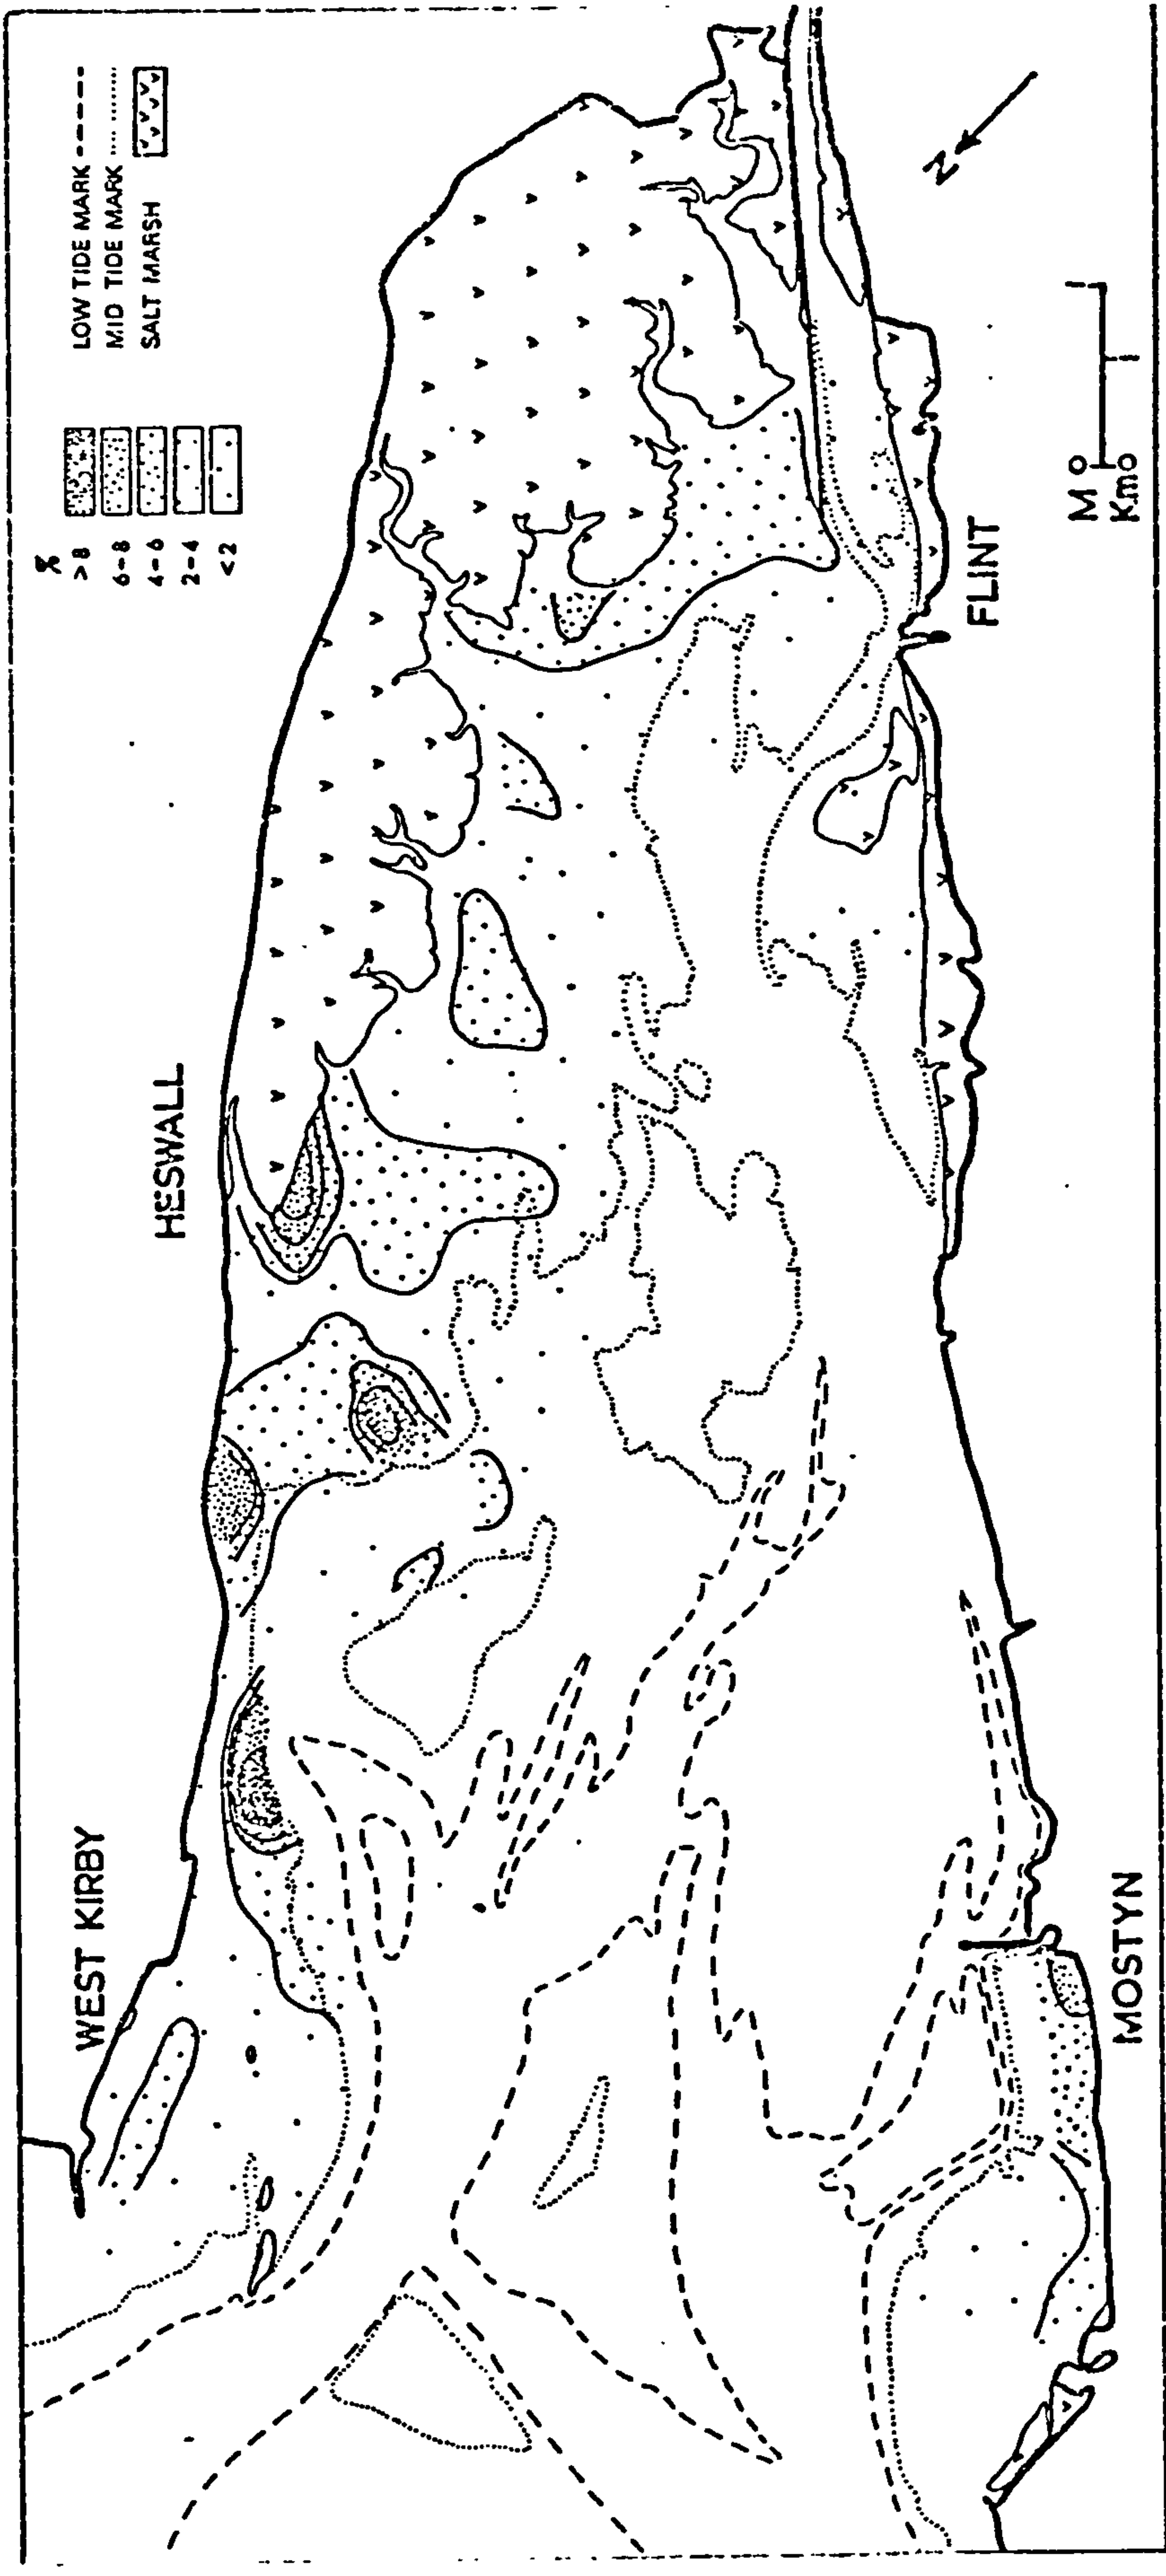 %
>8
6-8
4-6
2-4
<2
LOW TIDE MARK
MID TIDE MARK
SALT MARSH
WEST KIRBY
HESWALL
MOSTYN
FLINT
N
M 0 1
Km 0 1